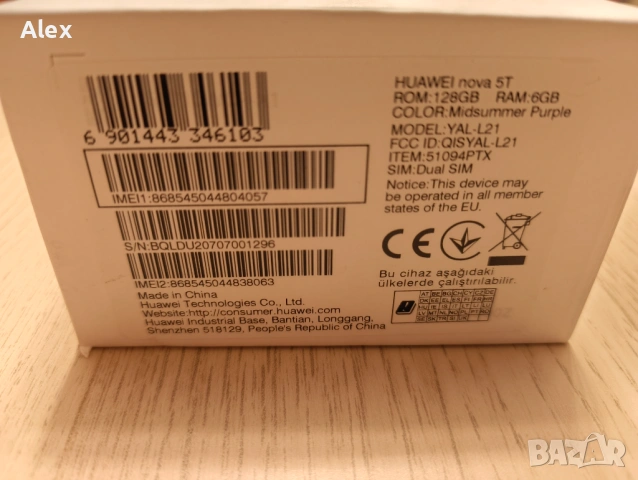 Alex
HUAWEI nova 5T
ROM:128GB RAM:6GB
COLOR:Midsummer Purple
MODEL:YAL-L21
FCC ID:QISYAL-L21
ITEM:51094PTX
SIM:Dual SIM
Notice:This device may
be operated in all member
states of the EU.
6 901443 346103
IMEI1:868545044804057
S/N:BQLDU20707001296
IMEI2:868545044838063
Made in China
Huawei Technologies Co., Ltd.
Website:http://consumer.huawei.com
Huawei Industrial Base, Bantian, Longgang,
Shenzhen 518129, People's Republic of China
CE
Bu cihaz aşağıdaki
ülkelerde çalıştırılabilir.
BAZAR